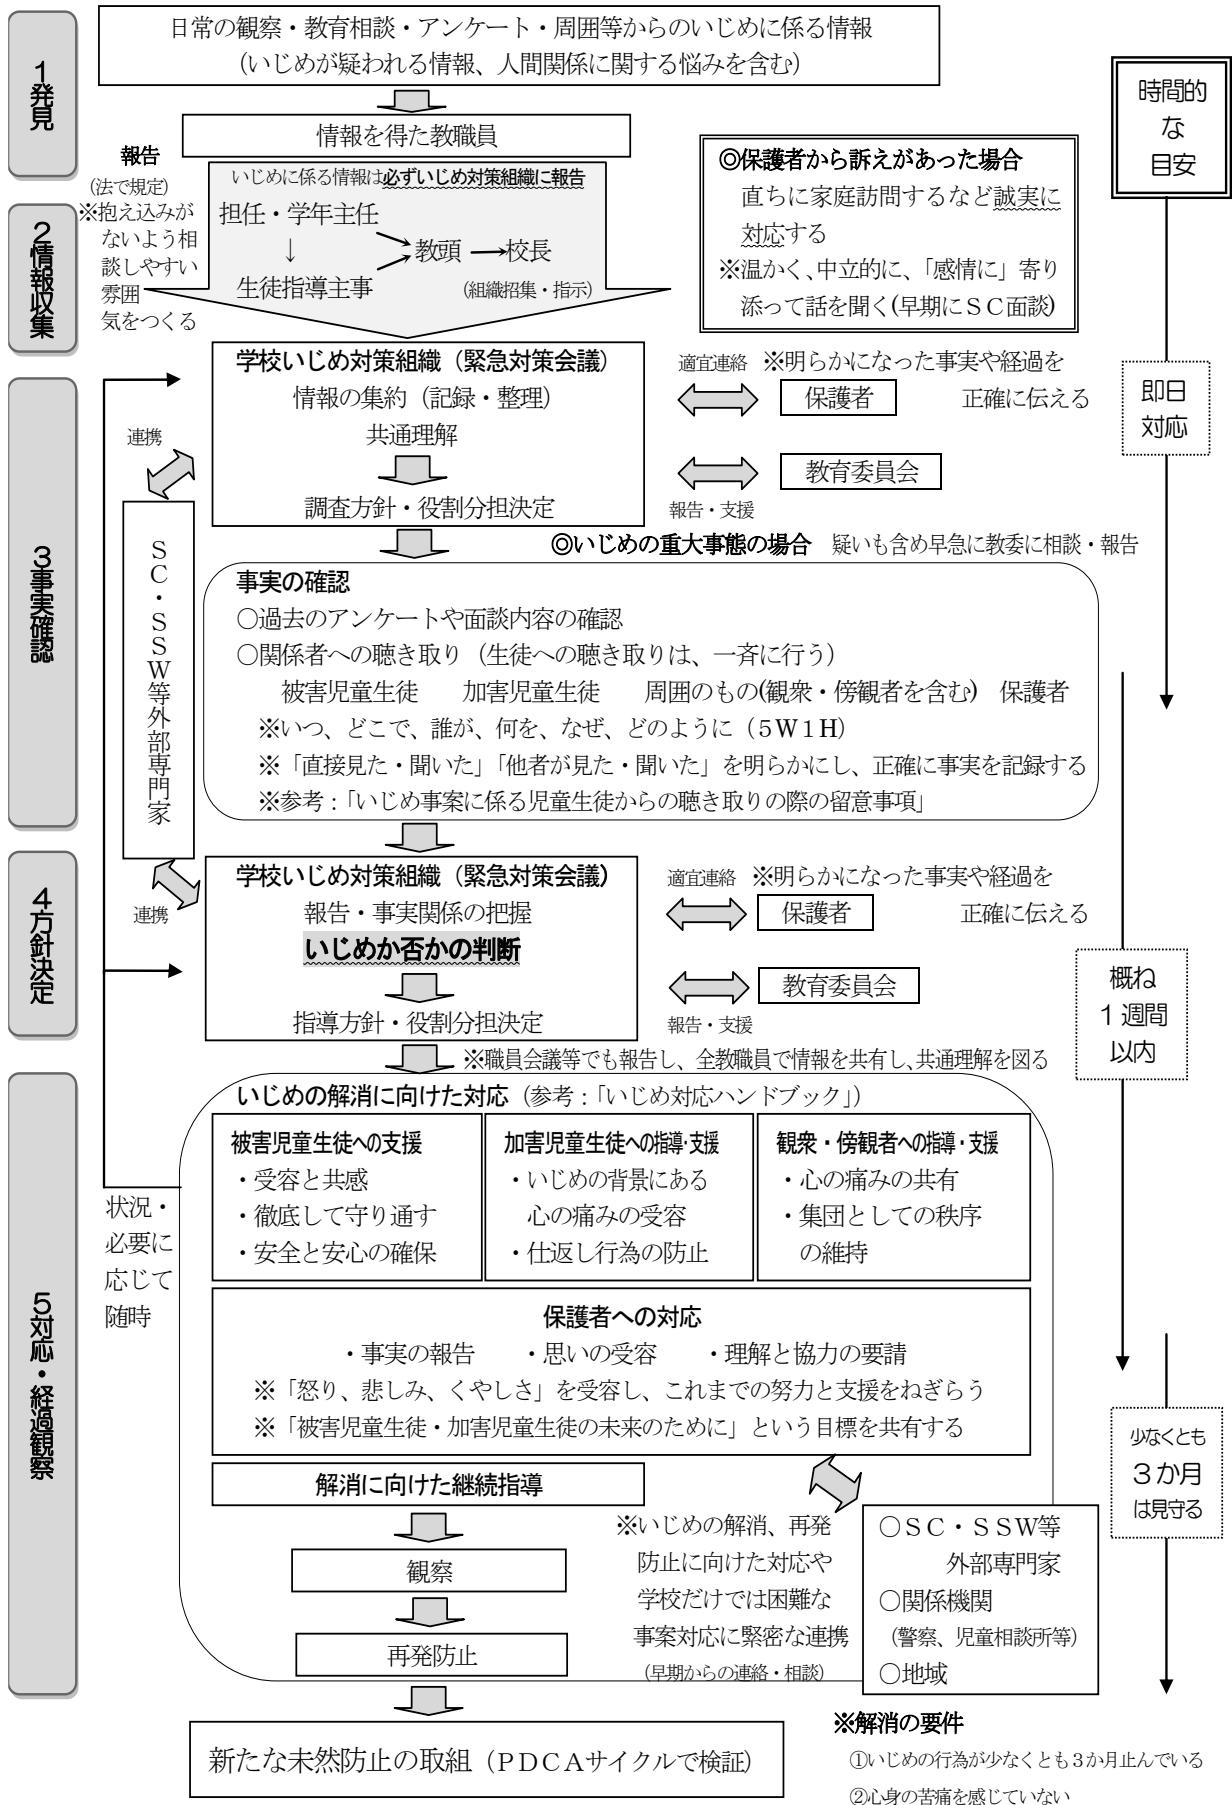 1発見
日常の観察・教育相談・アンケート・周囲等からのいじめに係る情報
(いじめが疑われる情報、人間関係に関する悩みを含む)
時間的
な
目安
情報を得た教職員
報告
(法で規定)
※抱え込みが
ないよう相
談しやすい
雰囲
気をつくる
いじめに係る情報は必ずいじめ対策組織に報告
担任・学年主任
↓
生徒指導主事
教頭
校長
(組織招集・指示)
◎保護者から訴えがあった場合
直ちに家庭訪問するなど誠実に
対応する
※温かく、中立的に、「感情に」寄り
添って話を聞く(早期にSC面談)
2情報収集
学校いじめ対策組織(緊急対策会議)
情報の集約(記録・整理)
共通理解
調査方針・役割分担決定
適宜連絡 ※明らかになった事実や経過を
正確に伝える
保護者
教育委員会
報告・支援
即日
対応
連携
SC・SSW等外部専門家
3事実確認
◎いじめの重大事態の場合 疑いも含め早急に教委に相談・報告
事実の確認
○過去のアンケートや面談内容の確認
○関係者への聴き取り(生徒への聴き取りは、一斉に行う)
被害児童生徒 加害児童生徒 周囲のもの(観衆・傍観者を含む) 保護者
※いつ、どこで、誰が、何を、なぜ、どのように(5W1H)
※「直接見た・聞いた」「他者が見た・聞いた」を明らかにし、正確に事実を記録する
※参考:「いじめ事案に係る児童生徒からの聴き取りの際の留意事項」
4方針決定
連携
学校いじめ対策組織(緊急対策会議)
報告・事実関係の把握
いじめか否かの判断
指導方針・役割分担決定
適宜連絡 ※明らかになった事実や経過を
正確に伝える
保護者
教育委員会
報告・支援
概ね
1週間
以内
※職員会議等でも報告し、全教職員で情報を共有し、共通理解を図る
5対応・経過観察
状況・
必要に
応じて
随時
いじめの解消に向けた対応(参考:「いじめ対応ハンドブック」)
被害児童生徒への支援
・受容と共感
・徹底して守り通す
・安全と安心の確保
加害児童生徒への指導・支援
・いじめの背景にある
心の痛みの受容
・仕返し行為の防止
観衆・傍観者への指導・支援
・心の痛みの共有
・集団としての秩序
の維持
保護者への対応
・事実の報告 ・思いの受容 ・理解と協力の要請
※「怒り、悲しみ、くやしさ」を受容し、これまでの努力と支援をねぎらう
※「被害児童生徒・加害児童生徒の未来のために」という目標を共有する
少なくとも
3か月
は見守る
解消に向けた継続指導
観察
再発防止
※いじめの解消、再発
防止に向けた対応や
学校だけでは困難な
事案対応に緊密な連携
(早期からの連絡・相談)
○SC・SSW等
外部専門家
○関係機関
(警察、児童相談所等)
○地域
新たな未然防止の取組(PDCAサイクルで検証)
※解消の要件
①いじめの行為が少なくとも3か月止んでいる
②心身の苦痛を感じていない